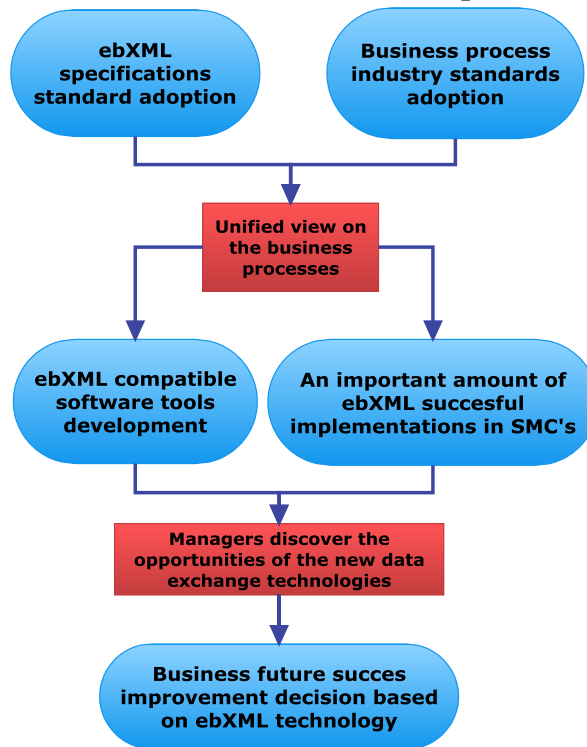 ebXML
specifications
standard adoption
Business process
industry standards
adoption
Unified view on
the business
processes
ebXML compatible
software tools
development
An important amount of
ebXML succesful
implementations in SMC's
Managers discover the
opportunities of the new data
exchange technologies
Business future succes
improvement decision based
on ebXML technology